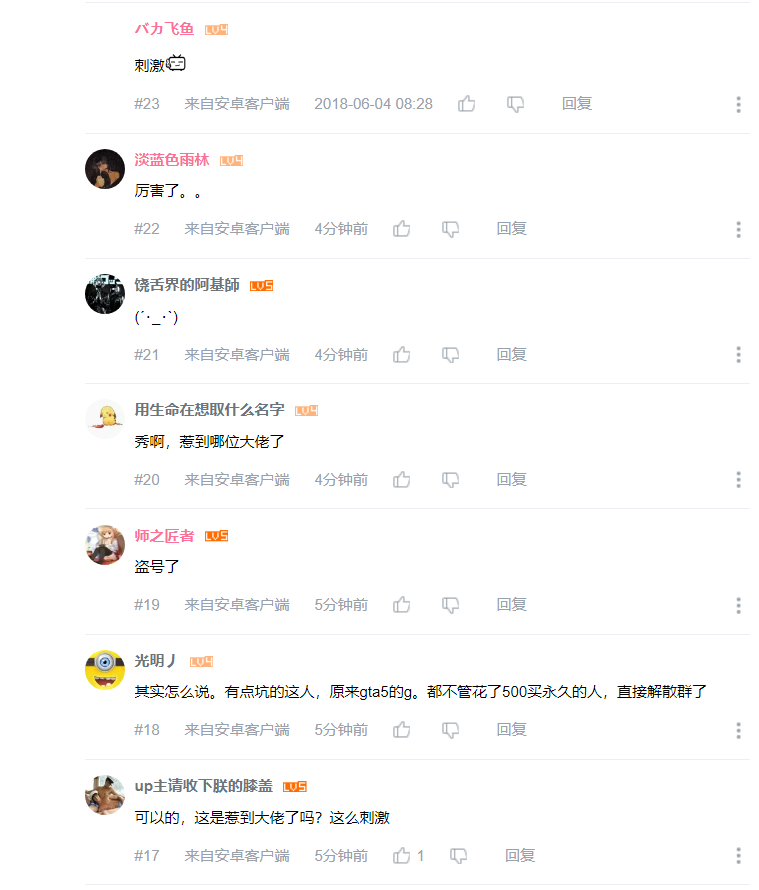 バカ飞鱼 LV4
刺激
#23 来自安卓客户端 2018-06-04 08:28 回复
淡蓝色雨林 LV4
厉害了。。
#22 来自安卓客户端 4分钟前 回复
饶舌界的阿基師 LV5
(´·_·`)
#21 来自安卓客户端 4分钟前 回复
用生命在想取什么名字 LV4
秀啊，惹到哪位大佬了
#20 来自安卓客户端 4分钟前 回复
师之匠者 LV5
盗号了
#19 来自安卓客户端 5分钟前 回复
光明丿 LV4
其实怎么说。有点坑的这人，原来gta5的g。都不管花了500买永久的人，直接解散群了
#18 来自安卓客户端 5分钟前 回复
up主请收下朕的膝盖 LV5
可以的，这是惹到大佬了吗？这么刺激
#17 来自安卓客户端 5分钟前 1 回复